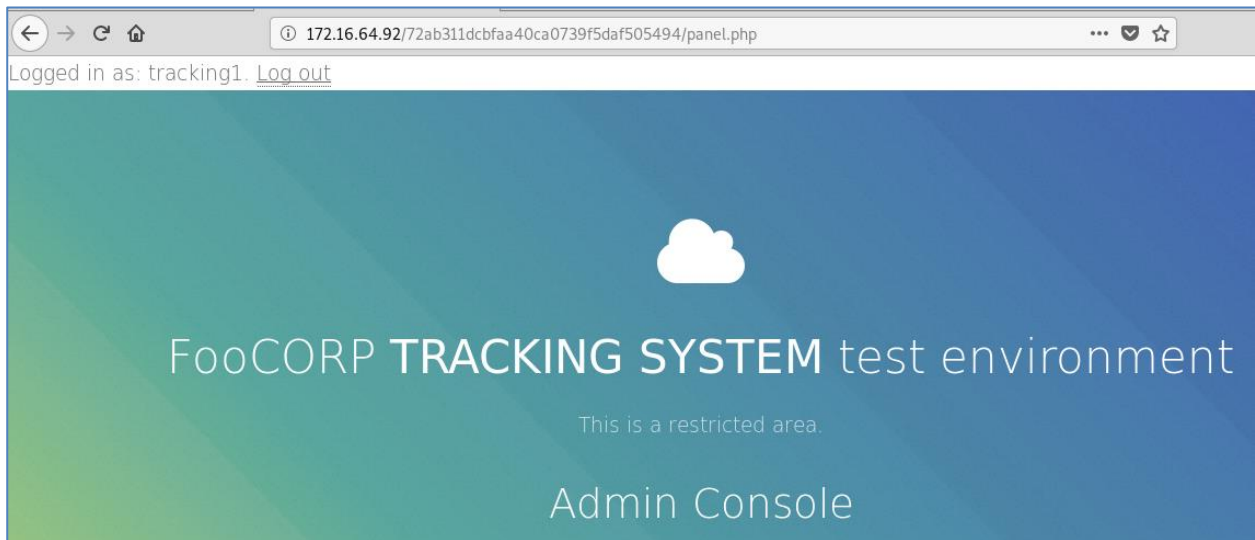 172.16.64.92/72ab311dcbfaa40ca0739f5daf505494/panel.php
Logged in as: tracking1. Log out
FooCORP TRACKING SYSTEM test environment
This is a restricted area.
Admin Console